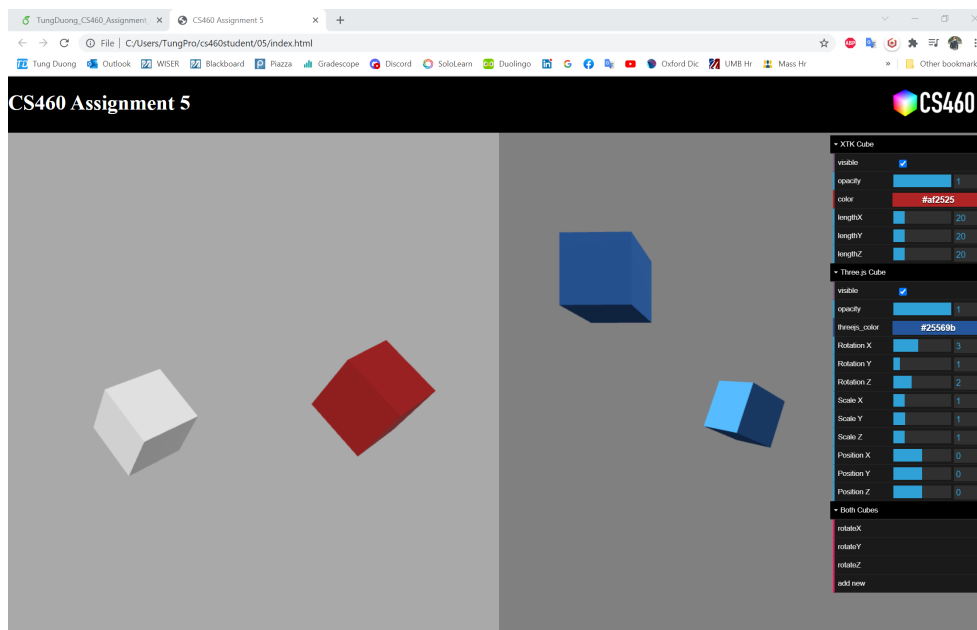 TungDuong_CS460_Assignment_
CS460 Assignment 5
File | C:/Users/TungPro/cs460student/05/index.html
ABP
Tung Duong Outlook WISER Blackboard Piazza Gradescope Discord SoloLearn Duolingo Oxford Dic UMB Hr Mass Hr » Other bookmark
CS460 Assignment 5
CS460
XTK Cube
visible
opacity 1
color #af2525
lengthX 20
lengthY 20
lengthZ 20
Three.js Cube
visible
opacity 1
threejs_color #25569b
Rotation X 3
Rotation Y 1
Rotation Z 2
Scale X 1
Scale Y 1
Scale Z 1
Position X 0
Position Y 0
Position Z 0
Both Cubes
rotateX
rotateY
rotateZ
add new